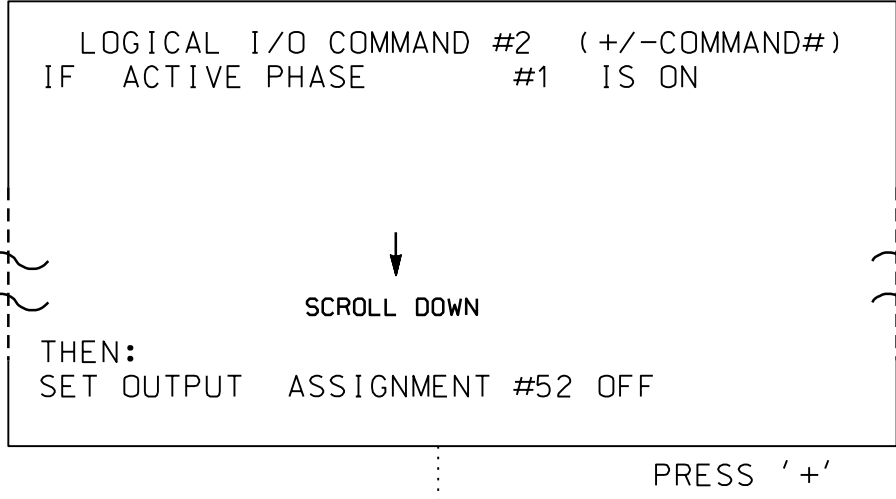 LOGICAL I/O COMMAND #2 (+/-COMMAND#)
IF ACTIVE PHASE #1 IS ON
SCROLL DOWN
THEN:
SET OUTPUT ASSIGNMENT #52 OFF
PRESS '+'